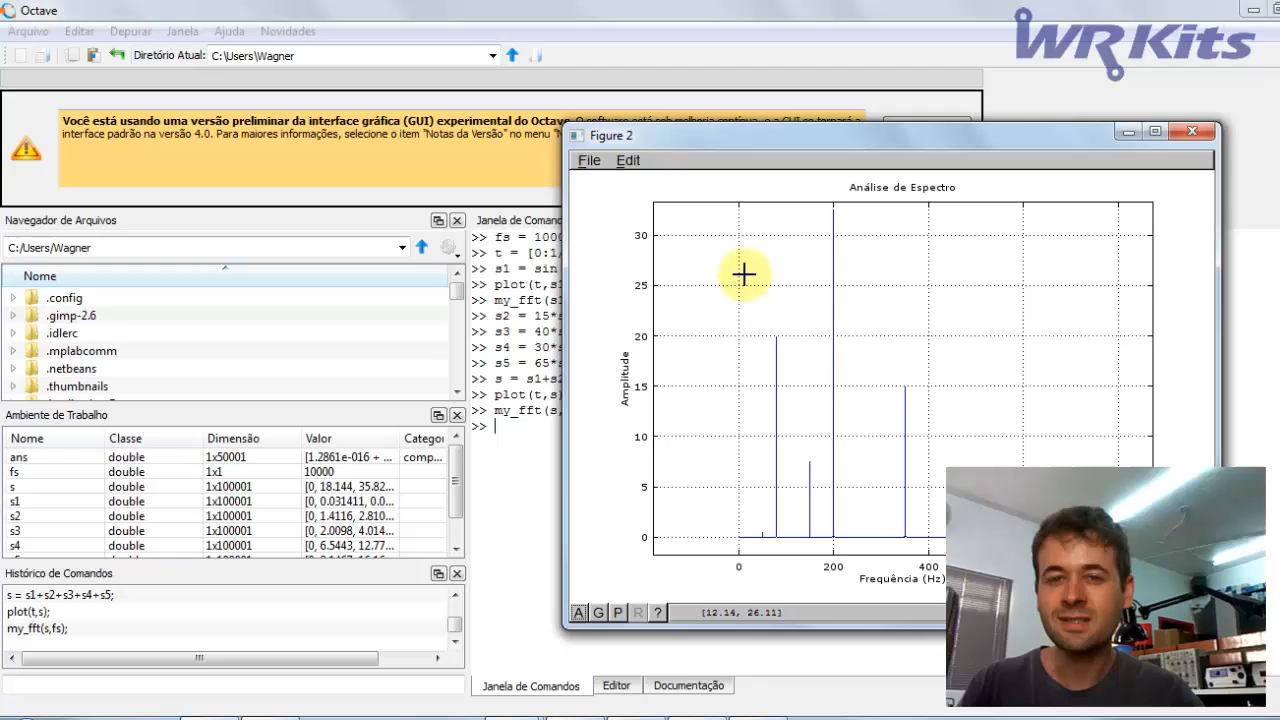 Octave
WR Kits
Arquivo Editar Depurar Janela Ajuda Novidades
Diretório Atual: C:\Users\Wagner
Você está usando uma versão preliminar da interface gráfica (GUI) experimental do Octave.
interface padrão na versão 4.0. Para maiores informações, selecione o item "Notas da Versão" no menu
Navegador de Arquivos
C:/Users/Wagner
Nome
.config
.gimp-2.6
.idlerc
.mplabcomm
.netbeans
.thumbnails
Ambiente de Trabalho
Nome Classe Dimensão Valor Categor
ans double 1x50001 [1.2861e-016 + ... comp...
fs double 1x1 10000
s double 1x100001 [0, 18.144, 35.82...
s1 double 1x100001 [0, 0.031411, 0.0...
s2 double 1x100001 [0, 1.4116, 2.810...
s3 double 1x100001 [0, 2.0098, 4.014...
s4 double 1x100001 [0, 6.5443, 12.77...
Histórico de Comandos
s = s1+s2+s3+s4+s5;
plot(t,s);
my_fft(s,fs);
Janela de Comand
>> fs = 1000
>> t = [0:1/
>> s1 = sin
>> plot(t,s
>> my_fft(s
>> s2 = 15*s
>> s3 = 40*s
>> s4 = 30*s
>> s5 = 65*s
>> s = s1+s2
>> plot(t,s)
>> my_fft(s,
>>
Janela de Comandos Editor Documentação
Figure 2
File Edit
Análise de Espectro
Amplitude
30
25
20
15
10
5
0
0 200 400
Frequência (Hz)
A G P R ? [12.14, 26.11]